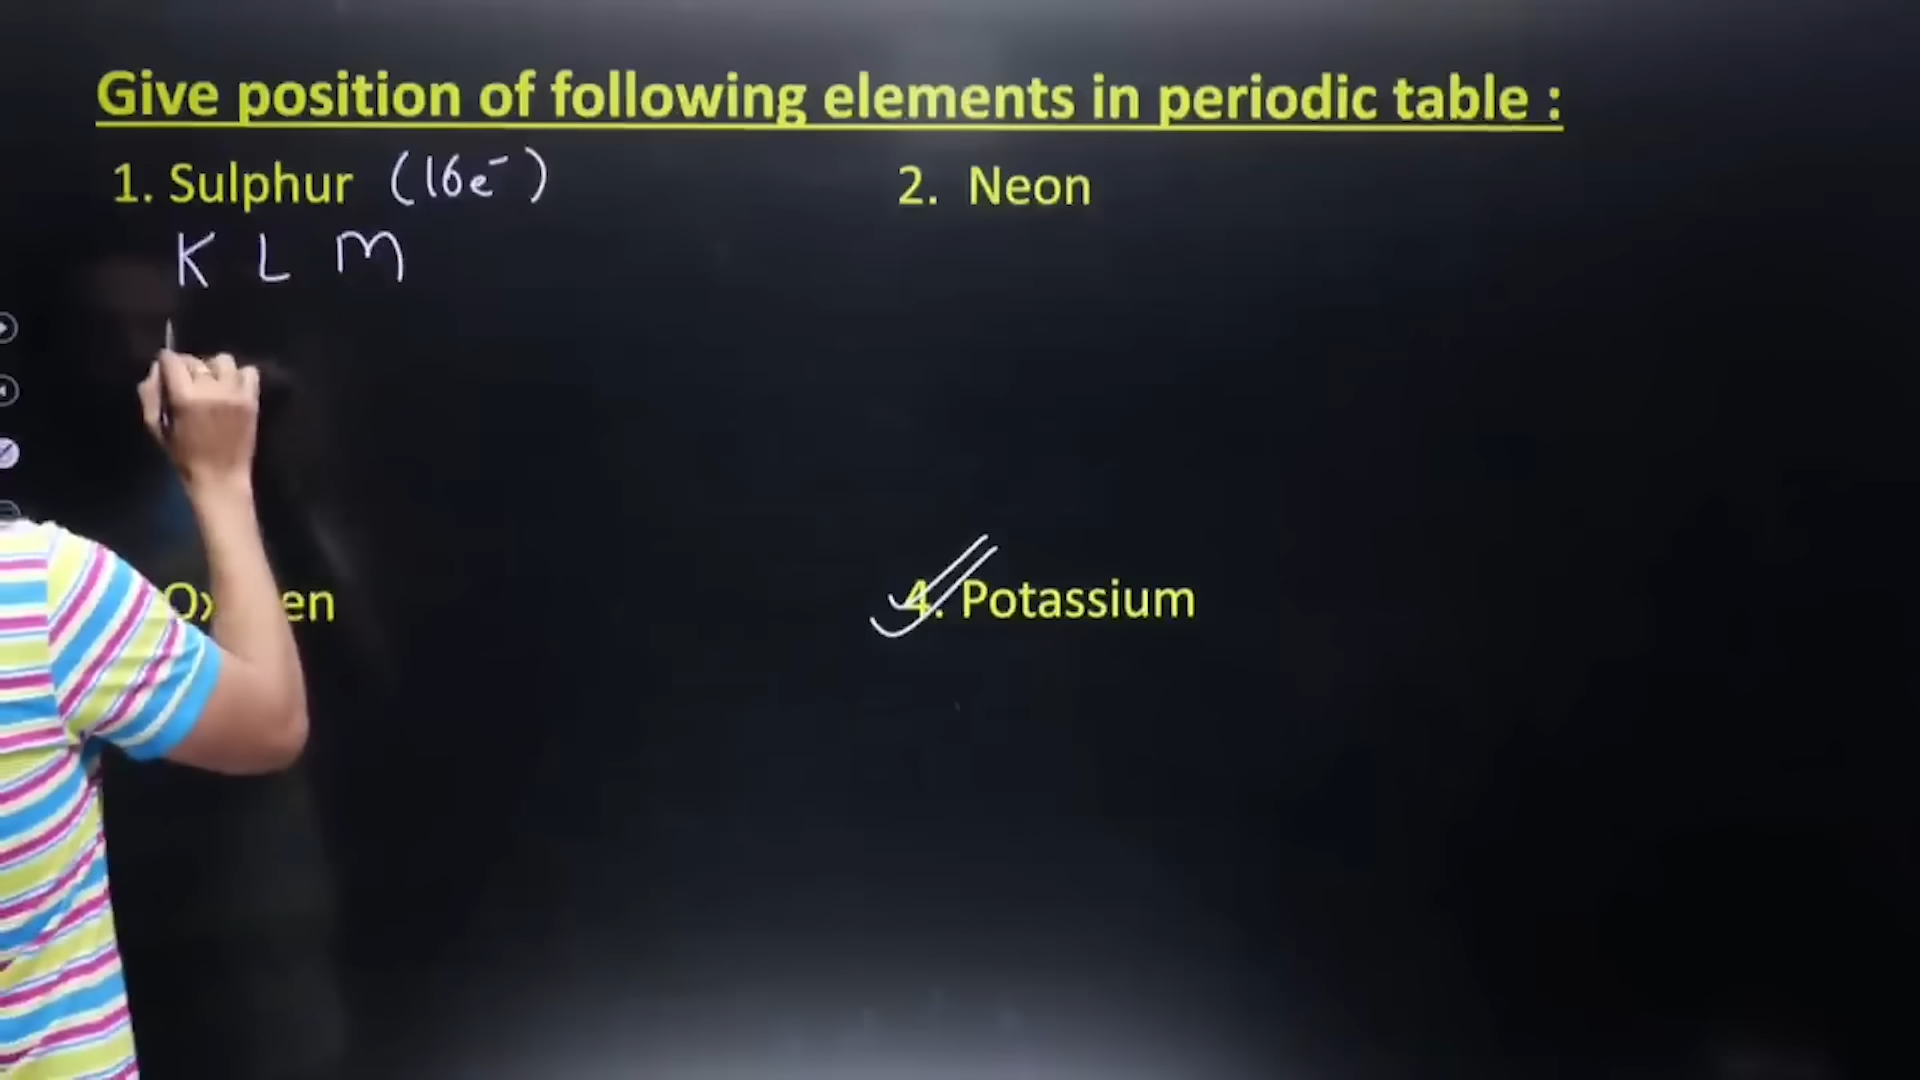 Give position of following elements in periodic table :
1. Sulphur (16e⁻)
2. Neon
K L M
4. Potassium